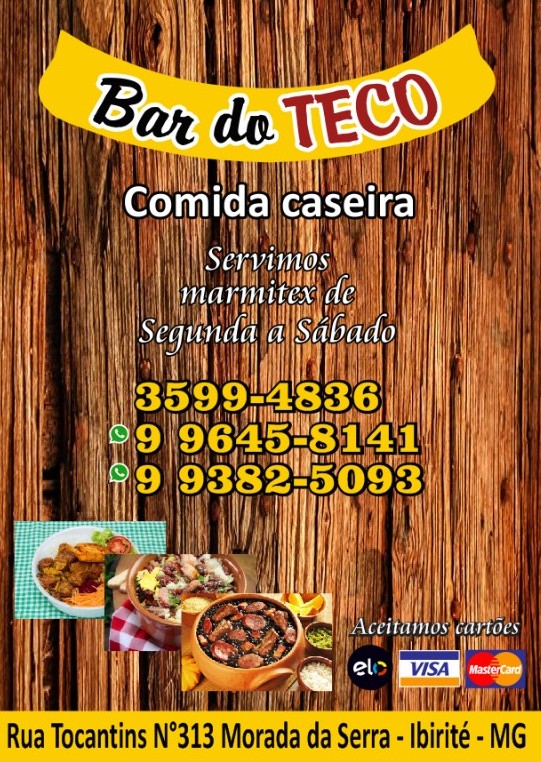 Bar do TECO
Comida caseira
Servimos
marmitex de
Segunda a Sábado
3599-4836
9 9645-8141
9 9382-5093
Aceitamos cartões
elo VISA MasterCard
Rua Tocantins N°313 Morada da Serra - Ibirité - MG